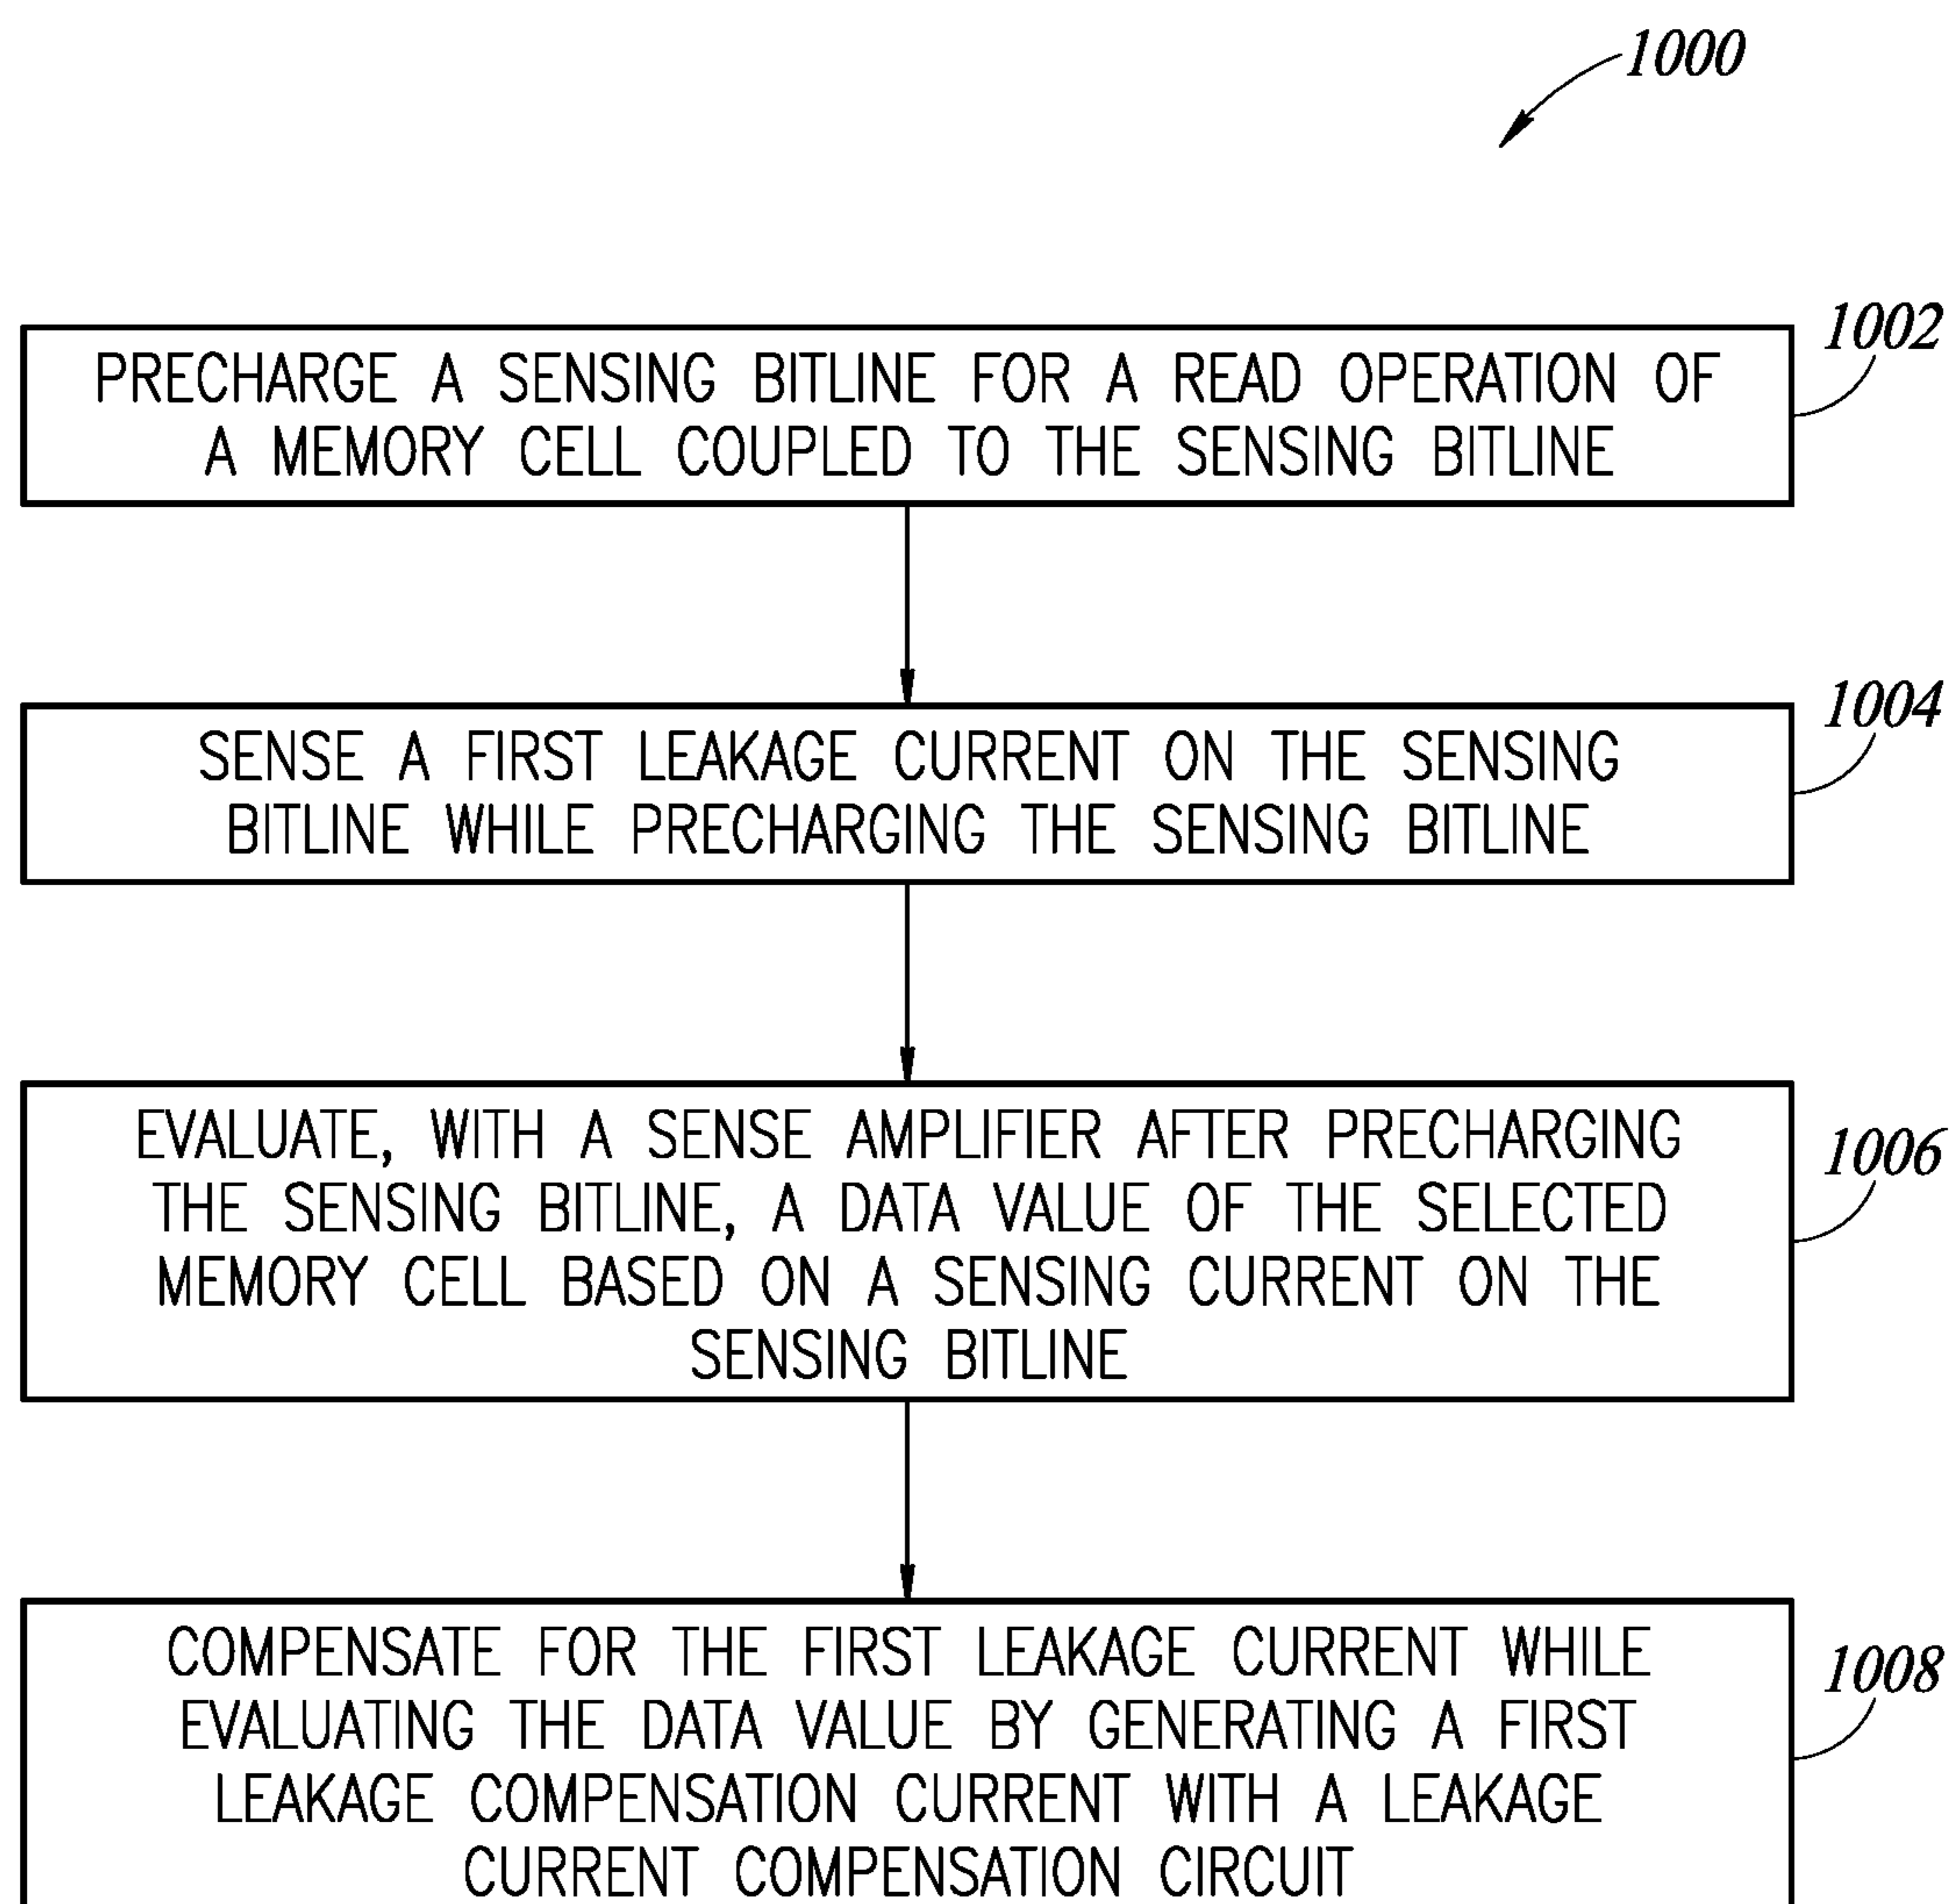 1000
1002
PRECHARGE A SENSING BITLINE FOR A READ OPERATION OF
A MEMORY CELL COUPLED TO THE SENSING BITLINE
1004
SENSE A FIRST LEAKAGE CURRENT ON THE SENSING
BITLINE WHILE PRECHARGING THE SENSING BITLINE
1006
EVALUATE, WITH A SENSE AMPLIFIER AFTER PRECHARGING
THE SENSING BITLINE, A DATA VALUE OF THE SELECTED
MEMORY CELL BASED ON A SENSING CURRENT ON THE
SENSING BITLINE
1008
COMPENSATE FOR THE FIRST LEAKAGE CURRENT WHILE
EVALUATING THE DATA VALUE BY GENERATING A FIRST
LEAKAGE COMPENSATION CURRENT WITH A LEAKAGE
CURRENT COMPENSATION CIRCUIT